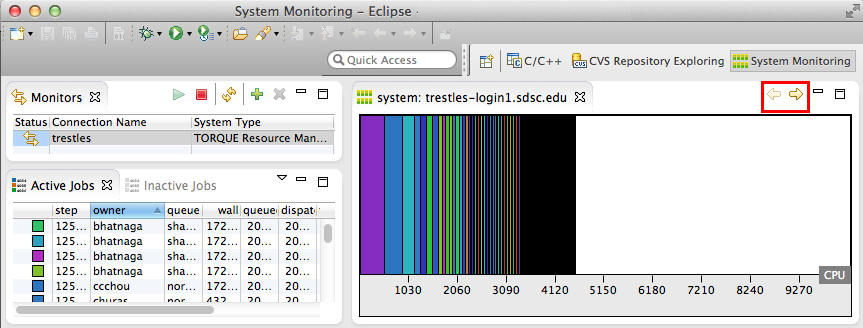 System Monitoring – Eclipse
Quick Access
C/C++ CVS Repository Exploring System Monitoring
Monitors
Status Connection Name System Type
trestles TORQUE Resource Man...
Active Jobs Inactive Jobs
step owner queue wall queue dispat
125... bhatnaga sha... 172... 20... 20...
125... bhatnaga sha... 172... 20... 20...
125... bhatnaga sha... 172... 20... 20...
125... bhatnaga sha... 172... 20... 20...
125... ccchou nor... 172... 20... 20...
125... churas nor... 432... 20... 20...
system: trestles-login1.sdsc.edu
CPU
1030 2060 3090 4120 5150 6180 7210 8240 9270